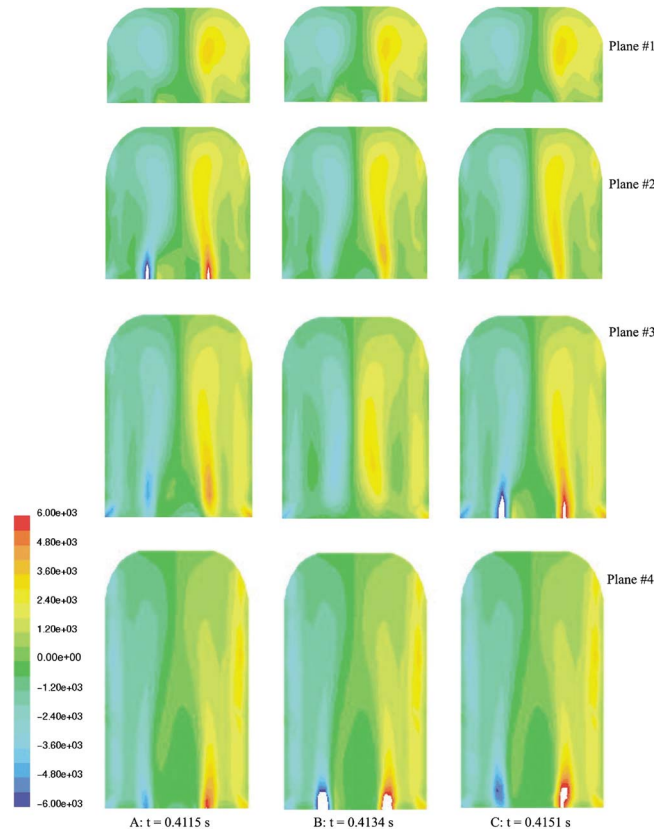 Plane #1
Plane #2
Plane #3
Plane #4
6.00e+03
4.80e+03
3.60e+03
2.40e+03
1.20e+03
0.00e+00
−1.20e+03
−2.40e+03
−3.60e+03
−4.80e+03
−6.00e+03
A: t = 0.4115 s
B: t = 0.4134 s
C: t = 0.4151 s